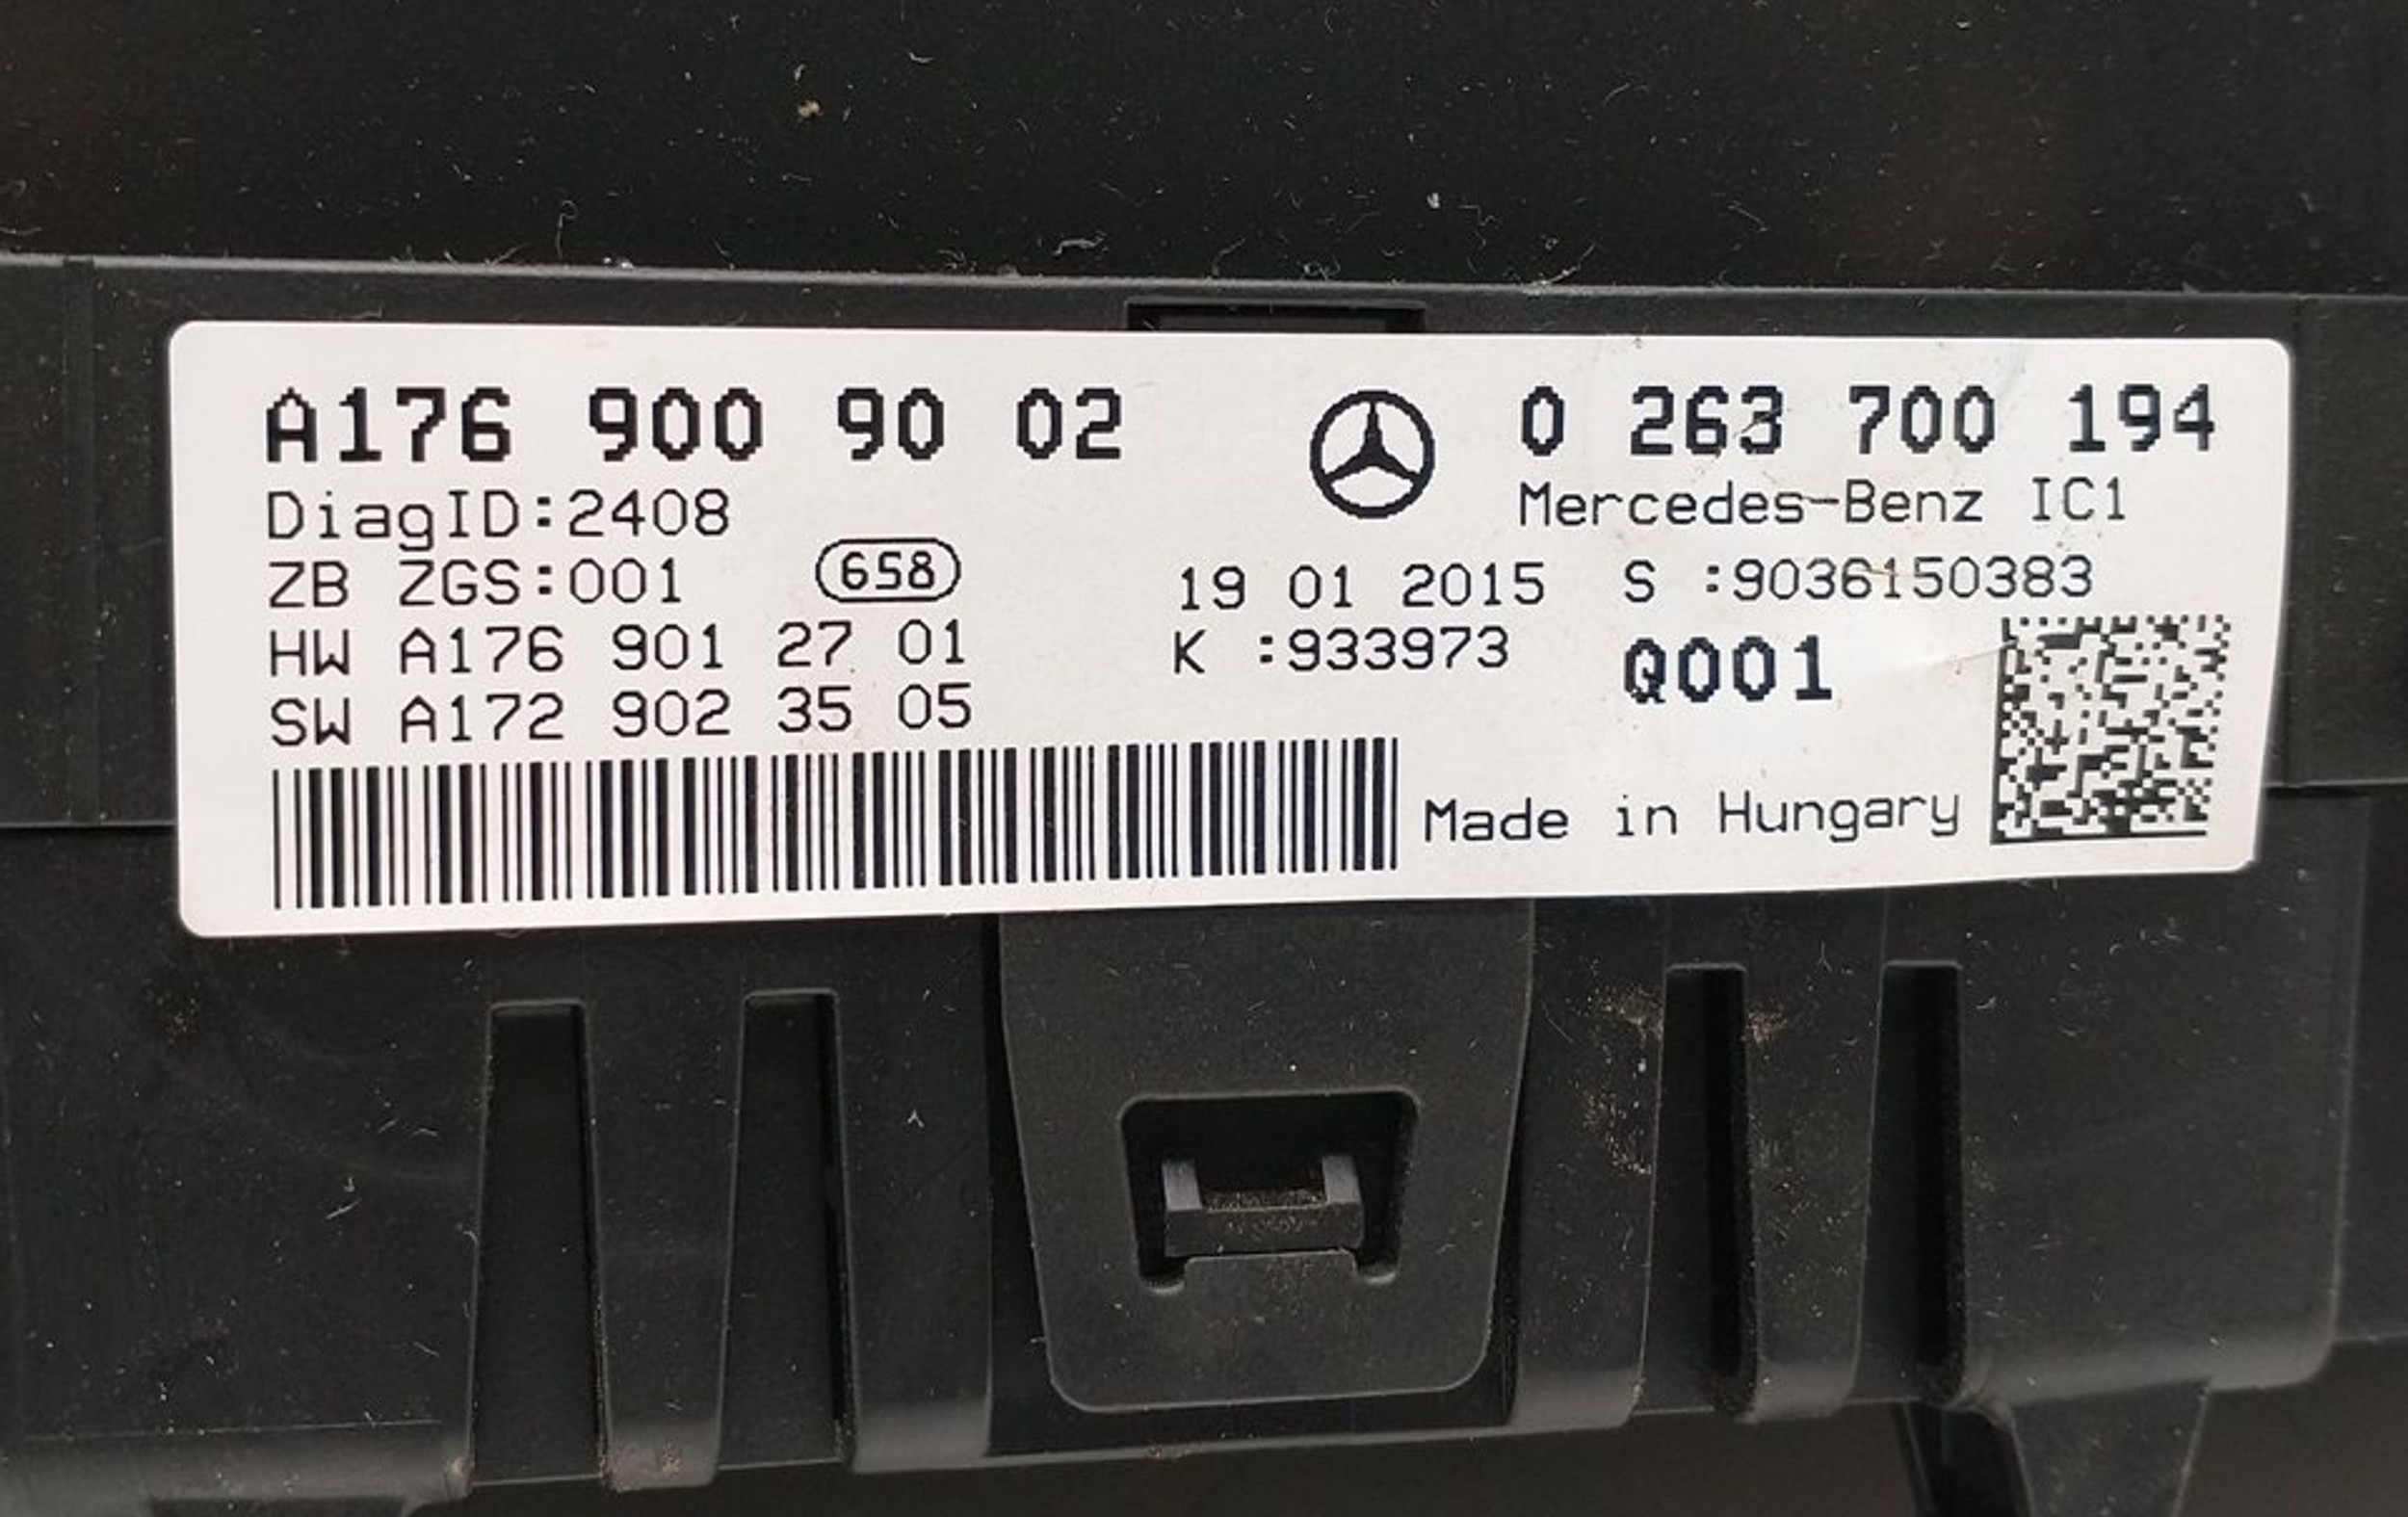 A176 900 90 02
DiagID:2408
ZB ZGS:001
658
HW A176 901 27 01
SW A172 902 35 05
0 263 700 194
Mercedes-Benz IC1
19 01 2015 S :9036150383
K :933973 Q001
Made in Hungary